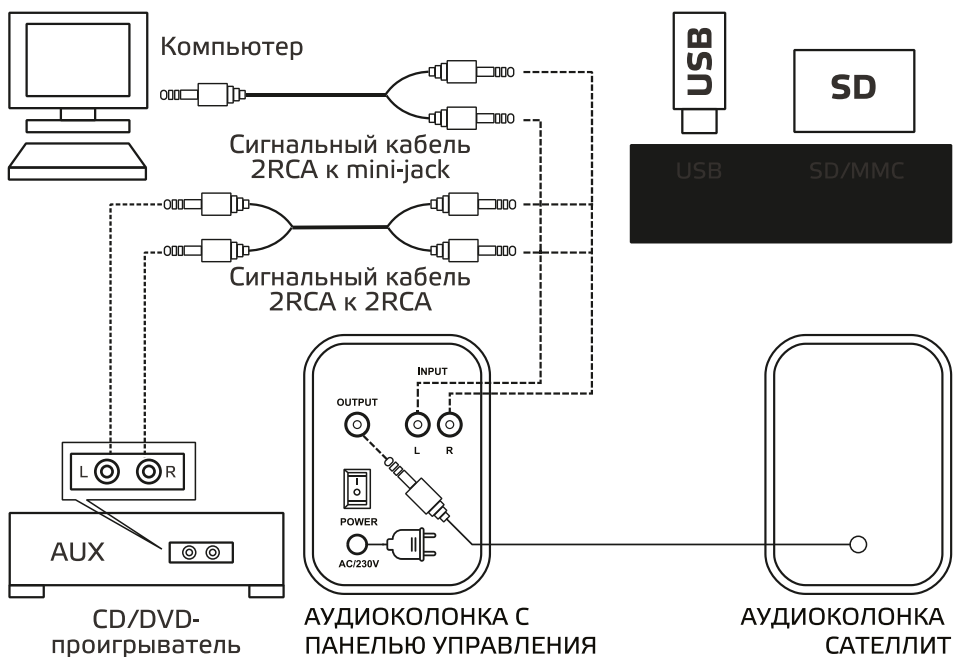 Компьютер
USB
SD
Сигнальный кабель
2RCA к mini-jack
USB SD/MMC
Сигнальный кабель
2RCA к 2RCA
INPUT
OUTPUT
L R
L R
POWER
AC/230V
AUX
CD/DVD-
проигрыватель
АУДИОКОЛОНКА С
ПАНЕЛЬЮ УПРАВЛЕНИЯ
АУДИОКОЛОНКА
САТЕЛЛИТ